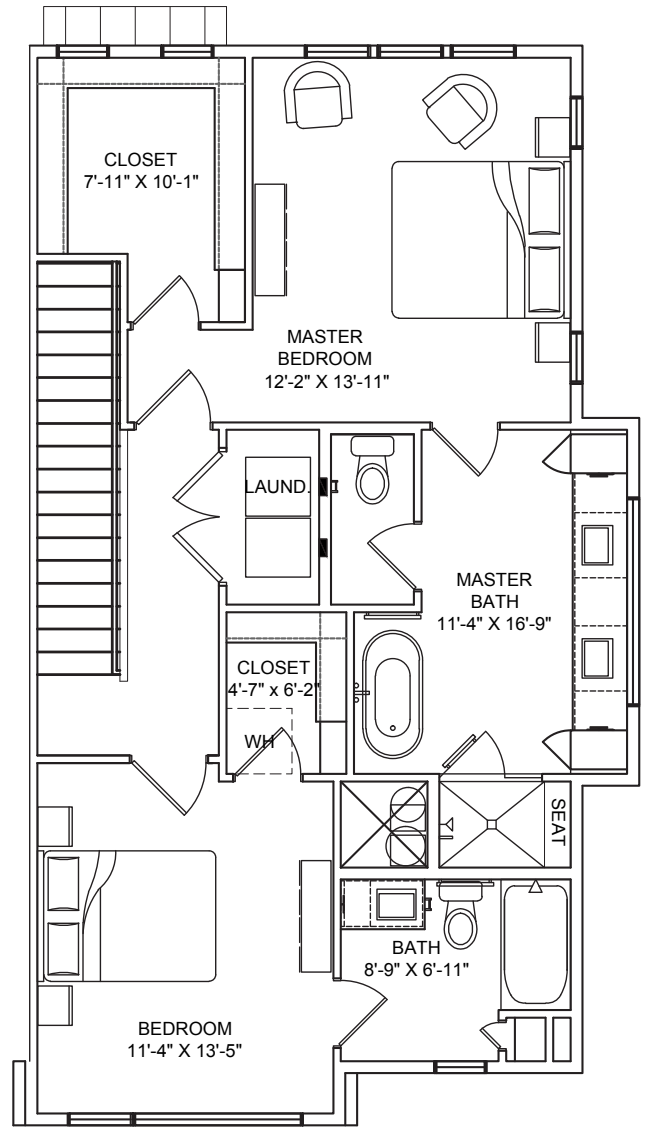 CLOSET
7'-11" X 10'-1"
MASTER
BEDROOM
12'-2" X 13'-11"
LAUND.
MASTER
BATH
11'-4" X 16'-9"
CLOSET
4'-7" x 6'-2"
WH
SEAT
BATH
8'-9" X 6'-11"
BEDROOM
11'-4" X 13'-5"